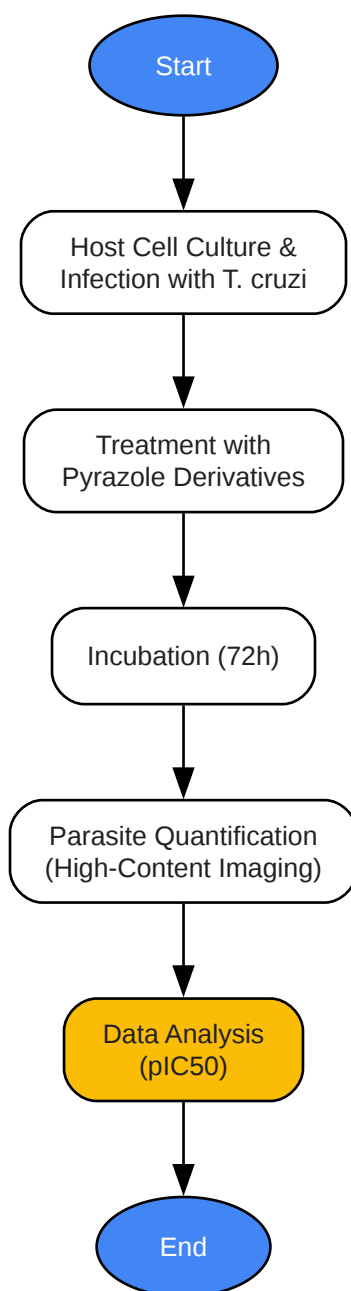 Start
Host Cell Culture &
Infection with T. cruzi
Treatment with
Pyrazole Derivatives
Incubation (72h)
Parasite Quantification
(High-Content Imaging)
Data Analysis
(pIC50)
End